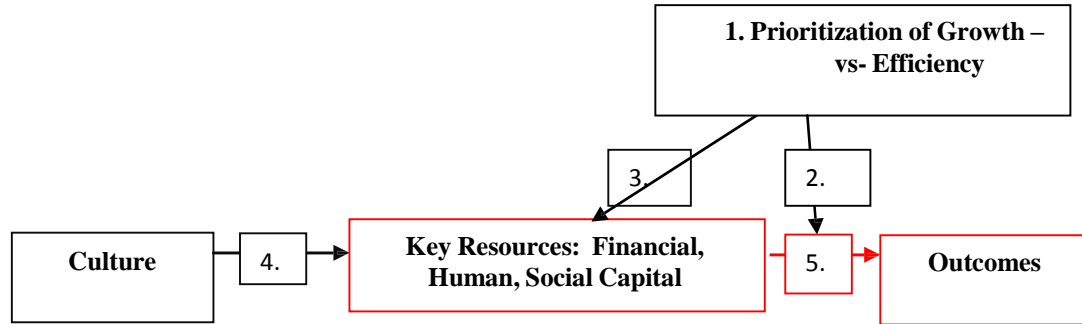 1. Prioritization of Growth –
vs- Efficiency
3.
2.
Culture
4.
Key Resources: Financial,
Human, Social Capital
5.
Outcomes